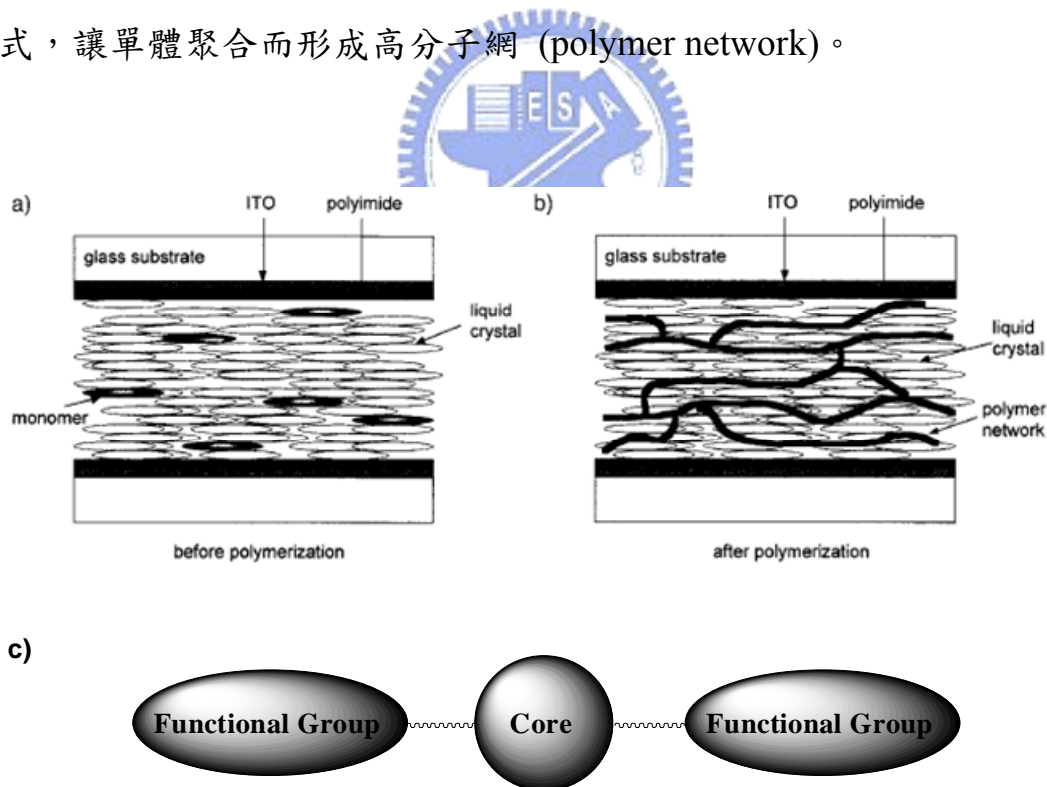 式，讓單體聚合而形成高分子網 (polymer network)。
ESA
a)
ITO polyimide
glass substrate
liquid
crystal
monomer
before polymerization
b)
ITO polyimide
glass substrate
liquid
crystal
polymer
network
after polymerization
c)
Functional Group Core Functional Group